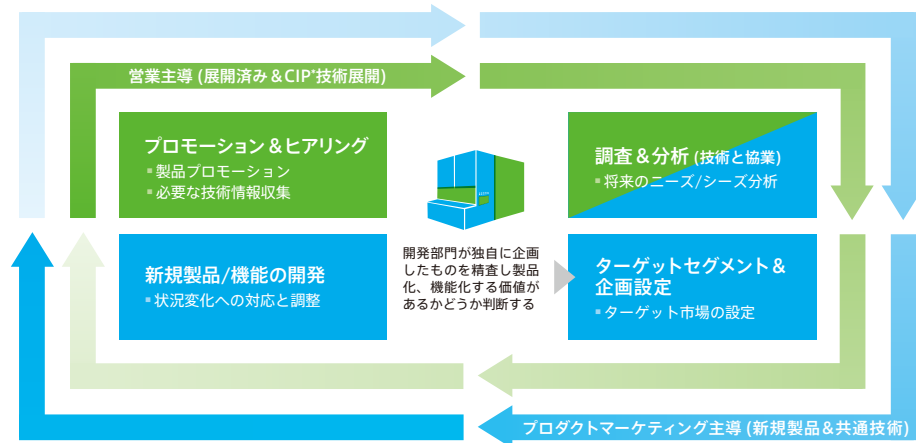 営業主導 (展開済み＆CIP*技術展開)
プロモーション＆ヒアリング
▪製品プロモーション
▪必要な技術情報収集
調査＆分析 (技術と協業)
▪将来のニーズ/シーズ分析
新規製品/機能の開発
▪状況変化への対応と調整
開発部門が独自に企画
したものを精査し製品
化、機能化する価値が
あるかどうか判断する
ターゲットセグメント＆
企画設定
▪ターゲット市場の設定
プロダクトマーケティング主導 (新規製品＆共通技術)